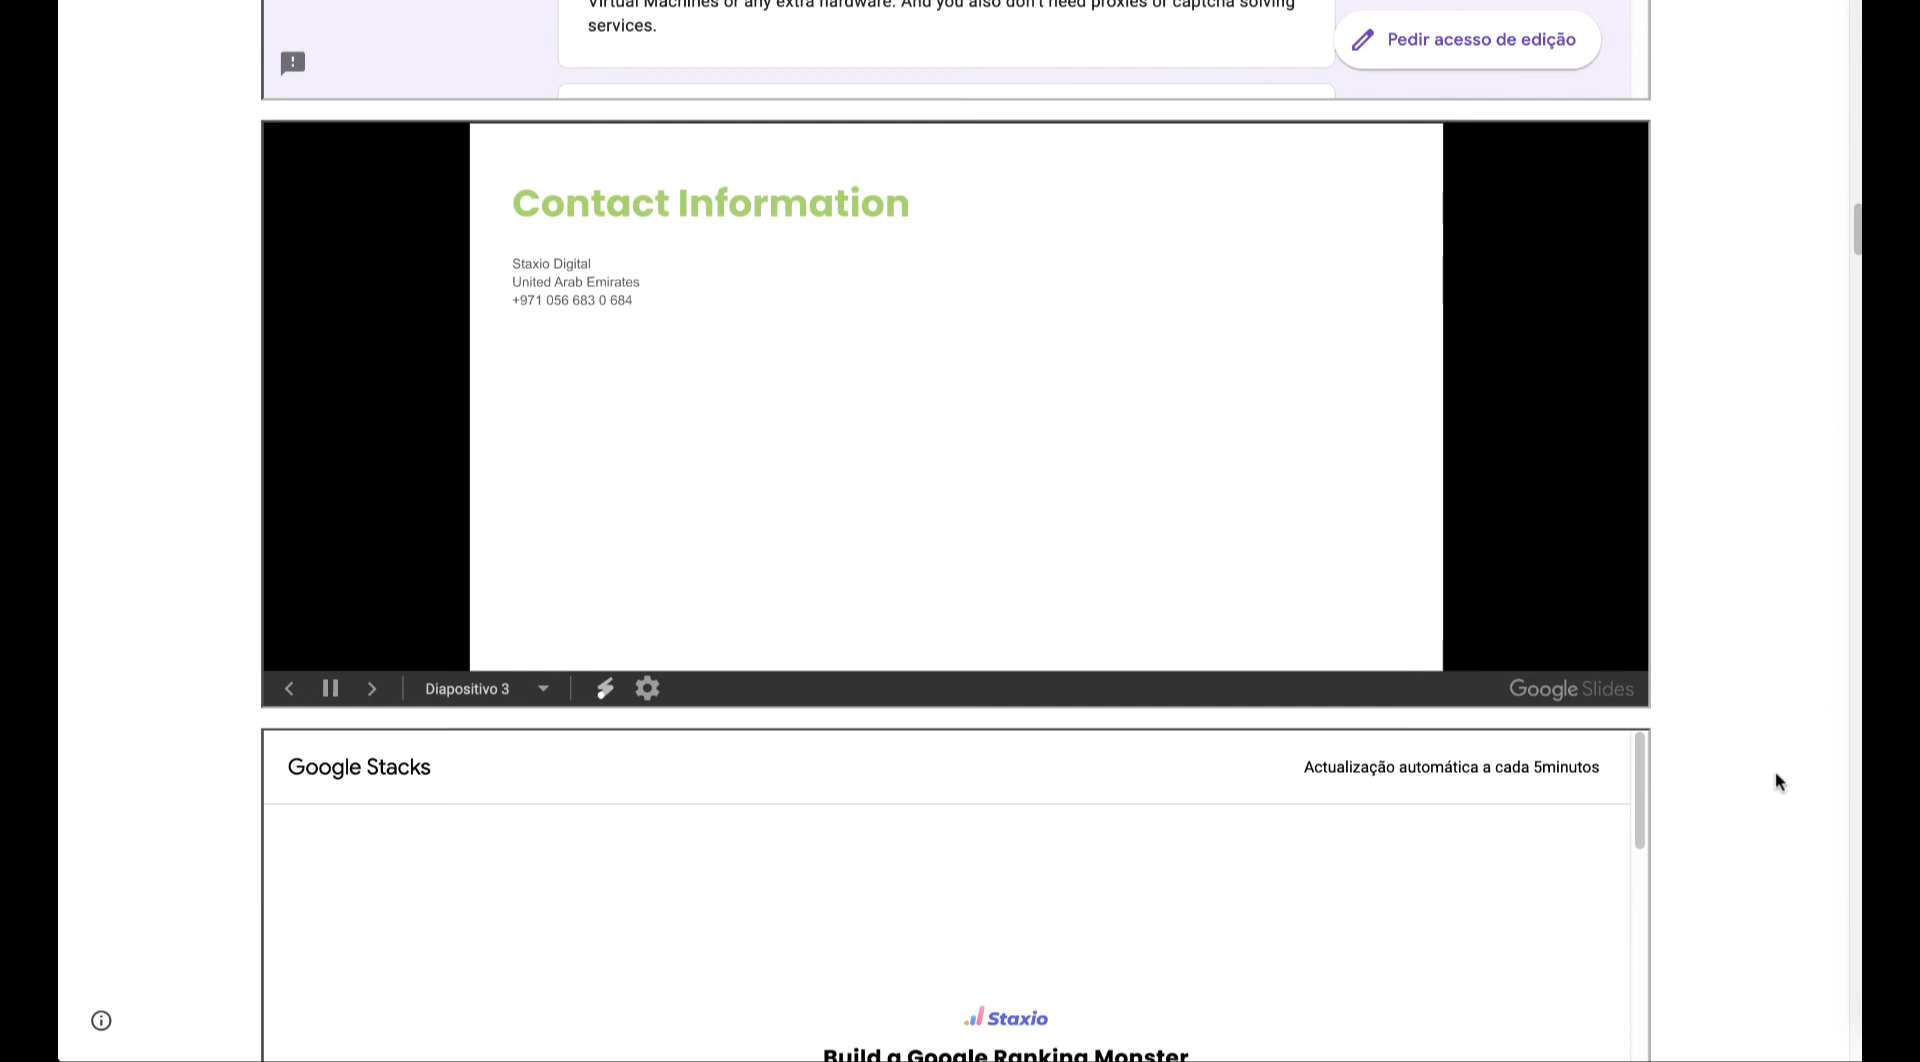 Virtual Machines or any extra hardware. And you also don't need proxies or captcha solving
services.
Pedir acesso de edição
Contact Information
Staxio Digital
United Arab Emirates
+971 056 683 0 684
Diapositivo 3
Google Slides
Google Stacks
Actualização automática a cada 5minutos
Staxio
Build a Google Ranking Monster